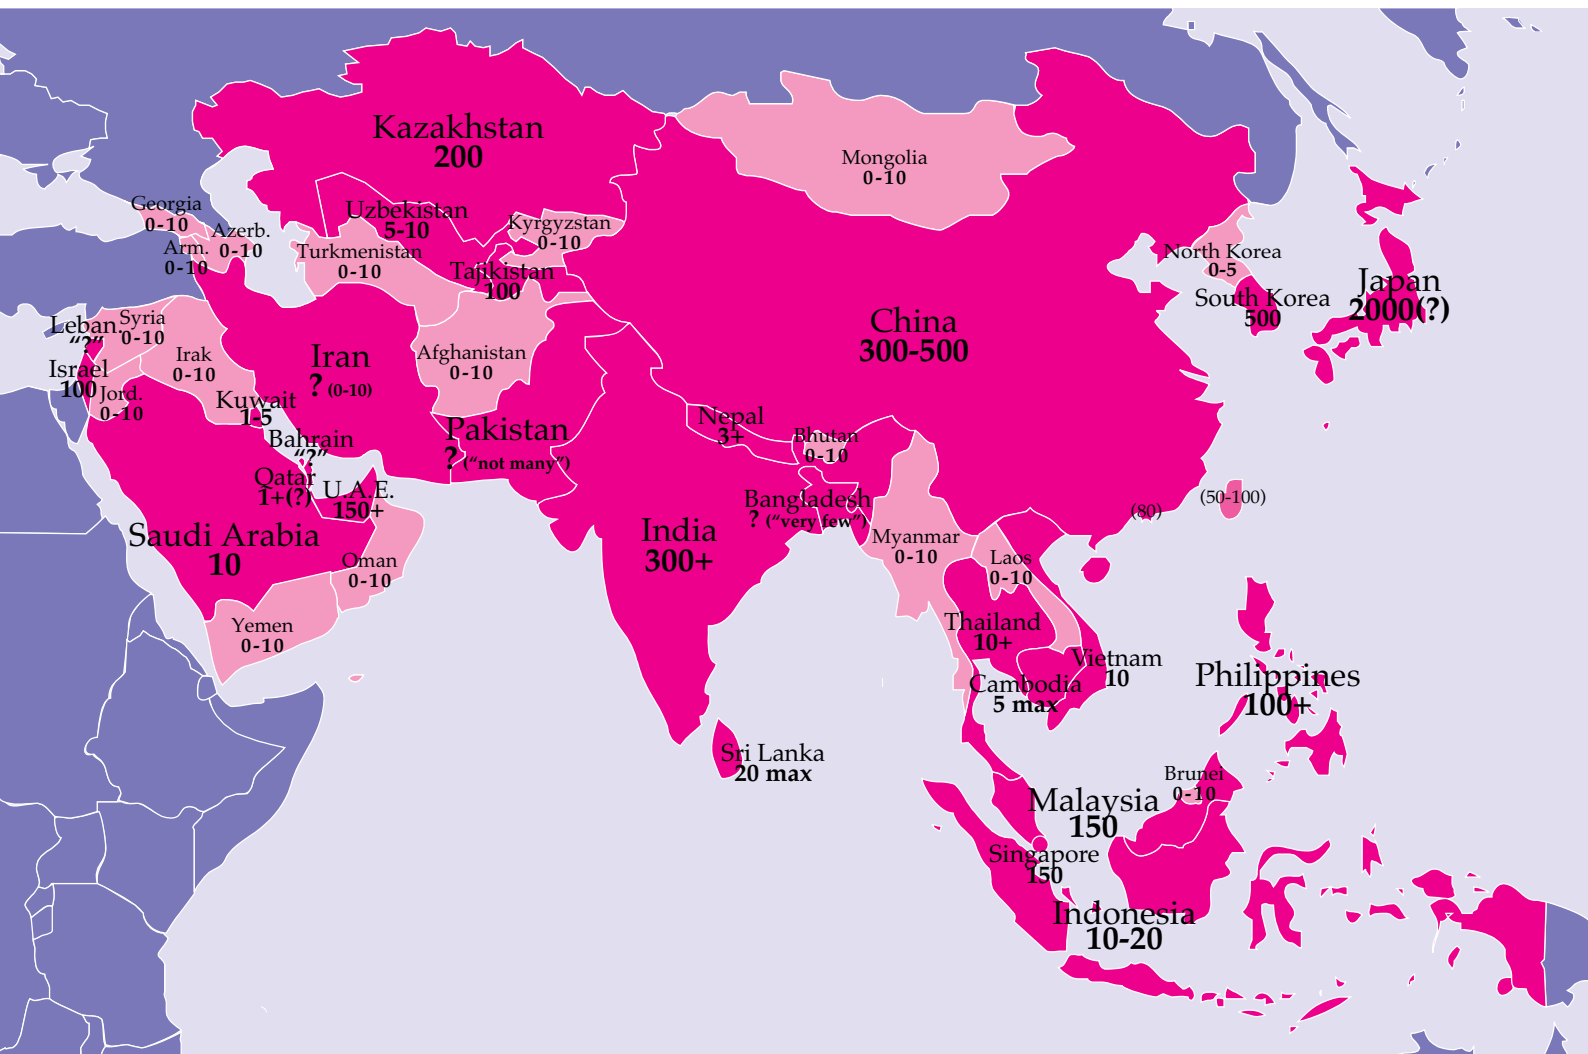 Kazakhstan
200
Mongolia
0-10
Georgia
0-10
Azerb.
0-10
Arm.
0-10
Uzbekistan
5-10
Kyrgyzstan
0-10
Turkmenistan
0-10
Tajikistan
100
North Korea
0-5
South Korea
500
Japan
2000(?)
China
300-500
Leban.
“?”
Syria
0-10
Irak
0-10
Iran
? (0-10)
Afghanistan
0-10
Israel
100
Jord.
0-10
Kuwait
1-5
Bahrain
“?”
Pakistan
? (“not many”)
Nepal
3+
Bhutan
0-10
Qatar
1+(?)
U.A.E.
150+
Bangladesh
? (“very few”)
(80)
(50-100)
Saudi Arabia
10
India
300+
Myanmar
0-10
Laos
0-10
Oman
0-10
Yemen
0-10
Thailand
10+
Vietnam
10
Cambodia
5 max
Philippines
100+
Sri Lanka
20 max
Brunei
0-10
Malaysia
150
Singapore
150
Indonesia
10-20